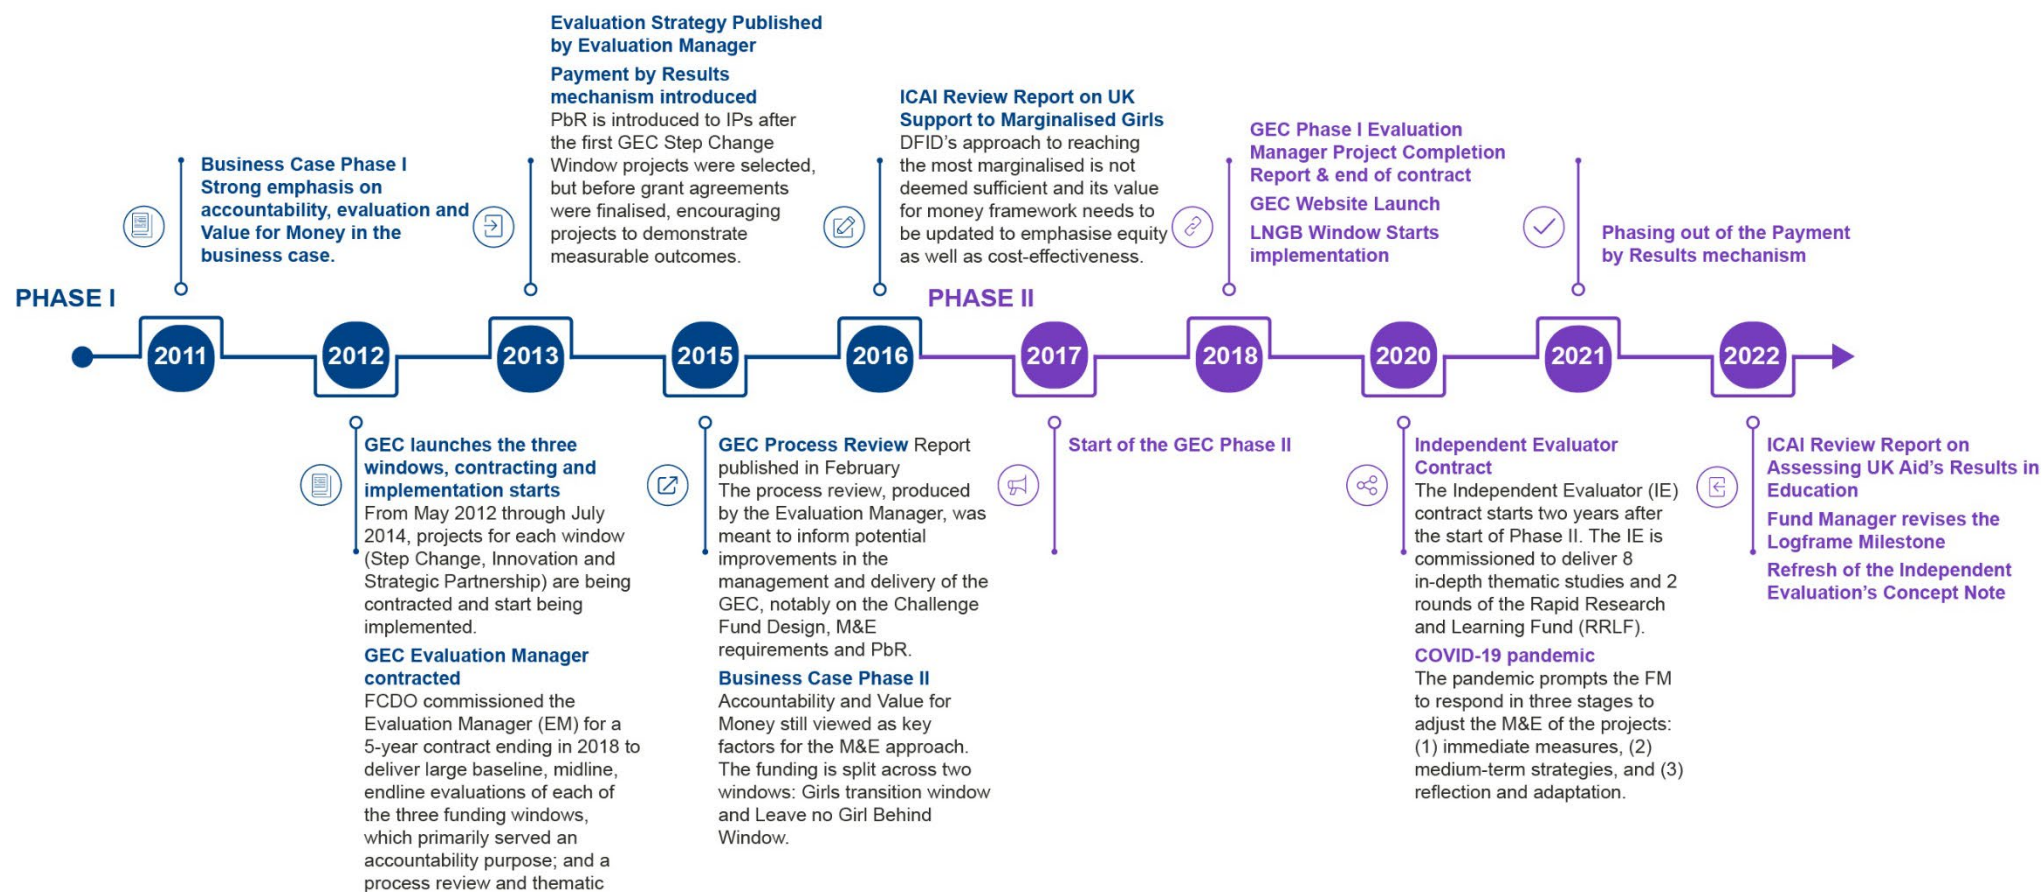 Evaluation Strategy Published
by Evaluation Manager
Payment by Results
mechanism introduced
PbR is introduced to IPs after
the first GEC Step Change
Window projects were selected,
but before grant agreements
were finalised, encouraging
projects to demonstrate
measurable outcomes.
ICAI Review Report on UK
Support to Marginalised Girls
DFID’s approach to reaching
the most marginalised is not
deemed sufficient and its value
for money framework needs to
be updated to emphasise equity
as well as cost-effectiveness.
Business Case Phase I
Strong emphasis on
accountability, evaluation and
Value for Money in the
business case.
GEC Phase I Evaluation
Manager Project Completion
Report & end of contract
GEC Website Launch
LNGB Window Starts
implementation
Phasing out of the Payment
by Results mechanism
PHASE I
PHASE II
2011
2012
2013
2015
2016
2017
2018
2020
2021
2022
GEC launches the three
windows, contracting and
implementation starts
From May 2012 through July
2014, projects for each window
(Step Change, Innovation and
Strategic Partnership) are being
contracted and start being
implemented.
GEC Evaluation Manager
contracted
FCDO commissioned the
Evaluation Manager (EM) for a
5-year contract ending in 2018 to
deliver large baseline, midline,
endline evaluations of each of
the three funding windows,
which primarily served an
accountability purpose; and a
process review and thematic
GEC Process Review Report
published in February
The process review, produced
by the Evaluation Manager, was
meant to inform potential
improvements in the
management and delivery of the
GEC, notably on the Challenge
Fund Design, M&E
requirements and PbR.
Business Case Phase II
Accountability and Value for
Money still viewed as key
factors for the M&E approach.
The funding is split across two
windows: Girls transition window
and Leave no Girl Behind
Window.
Start of the GEC Phase II
Independent Evaluator
Contract
The Independent Evaluator (IE)
contract starts two years after
the start of Phase II. The IE is
commissioned to deliver 8
in-depth thematic studies and 2
rounds of the Rapid Research
and Learning Fund (RRLF).
COVID-19 pandemic
The pandemic prompts the FM
to respond in three stages to
adjust the M&E of the projects:
(1) immediate measures, (2)
medium-term strategies, and (3)
reflection and adaptation.
ICAI Review Report on
Assessing UK Aid’s Results in
Education
Fund Manager revises the
Logframe Milestone
Refresh of the Independent
Evaluation’s Concept Note